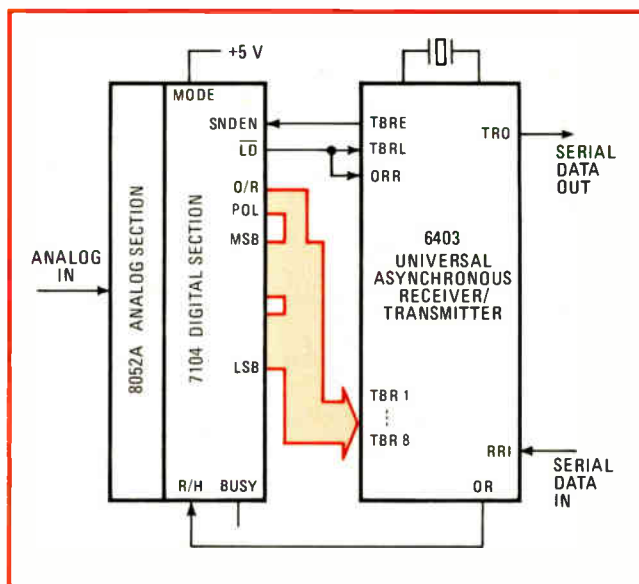 +5 V
MODE
SNDEN
LD
O/R
POL
MSB
LSB
R/H
BUSY
ANALOG
IN
8052A ANALOG SECTION
7104 DIGITAL SECTION
TBRE
TBRL
ORR
TRO
SERIAL
DATA
OUT
6403
UNIVERSAL
ASYNCHRONOUS
RECEIVER/
TRANSMITTER
TBR 1
TBR 8
RRI
OR
SERIAL
DATA
IN